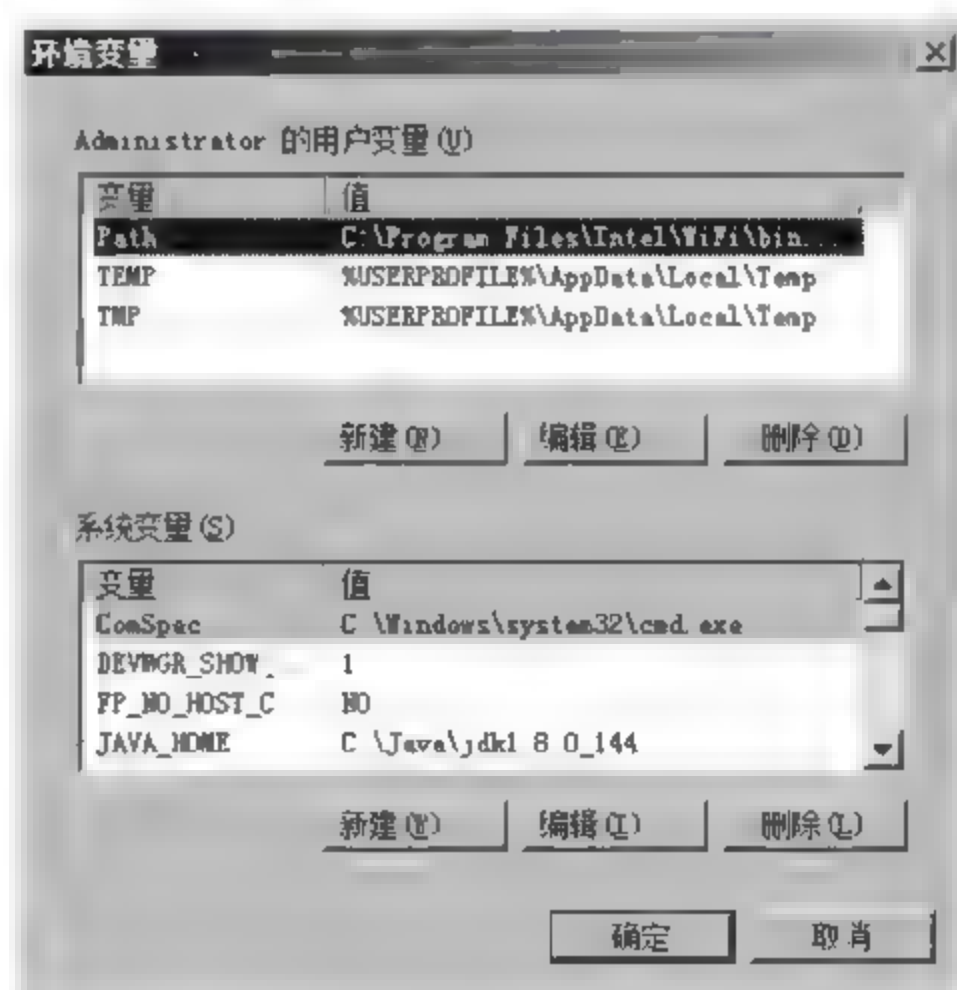 环境变量
Administrator 的用户变量(U)
变量 值
Path C:\Program Files\Intel\WiFi\bin...
TEMP %USERPROFILE%\AppData\Local\Temp
TMP %USERPROFILE%\AppData\Local\Temp
新建(N) 编辑(E) 删除(D)
系统变量(S)
变量 值
ComSpec C \Windows\system32\cmd.exe
DEVMGR_SHOW_ 1
FP_NO_HOST_C NO
JAVA_HOME C \Java\jdk1 8 0_144
新建(W) 编辑(I) 删除(L)
确定 取消